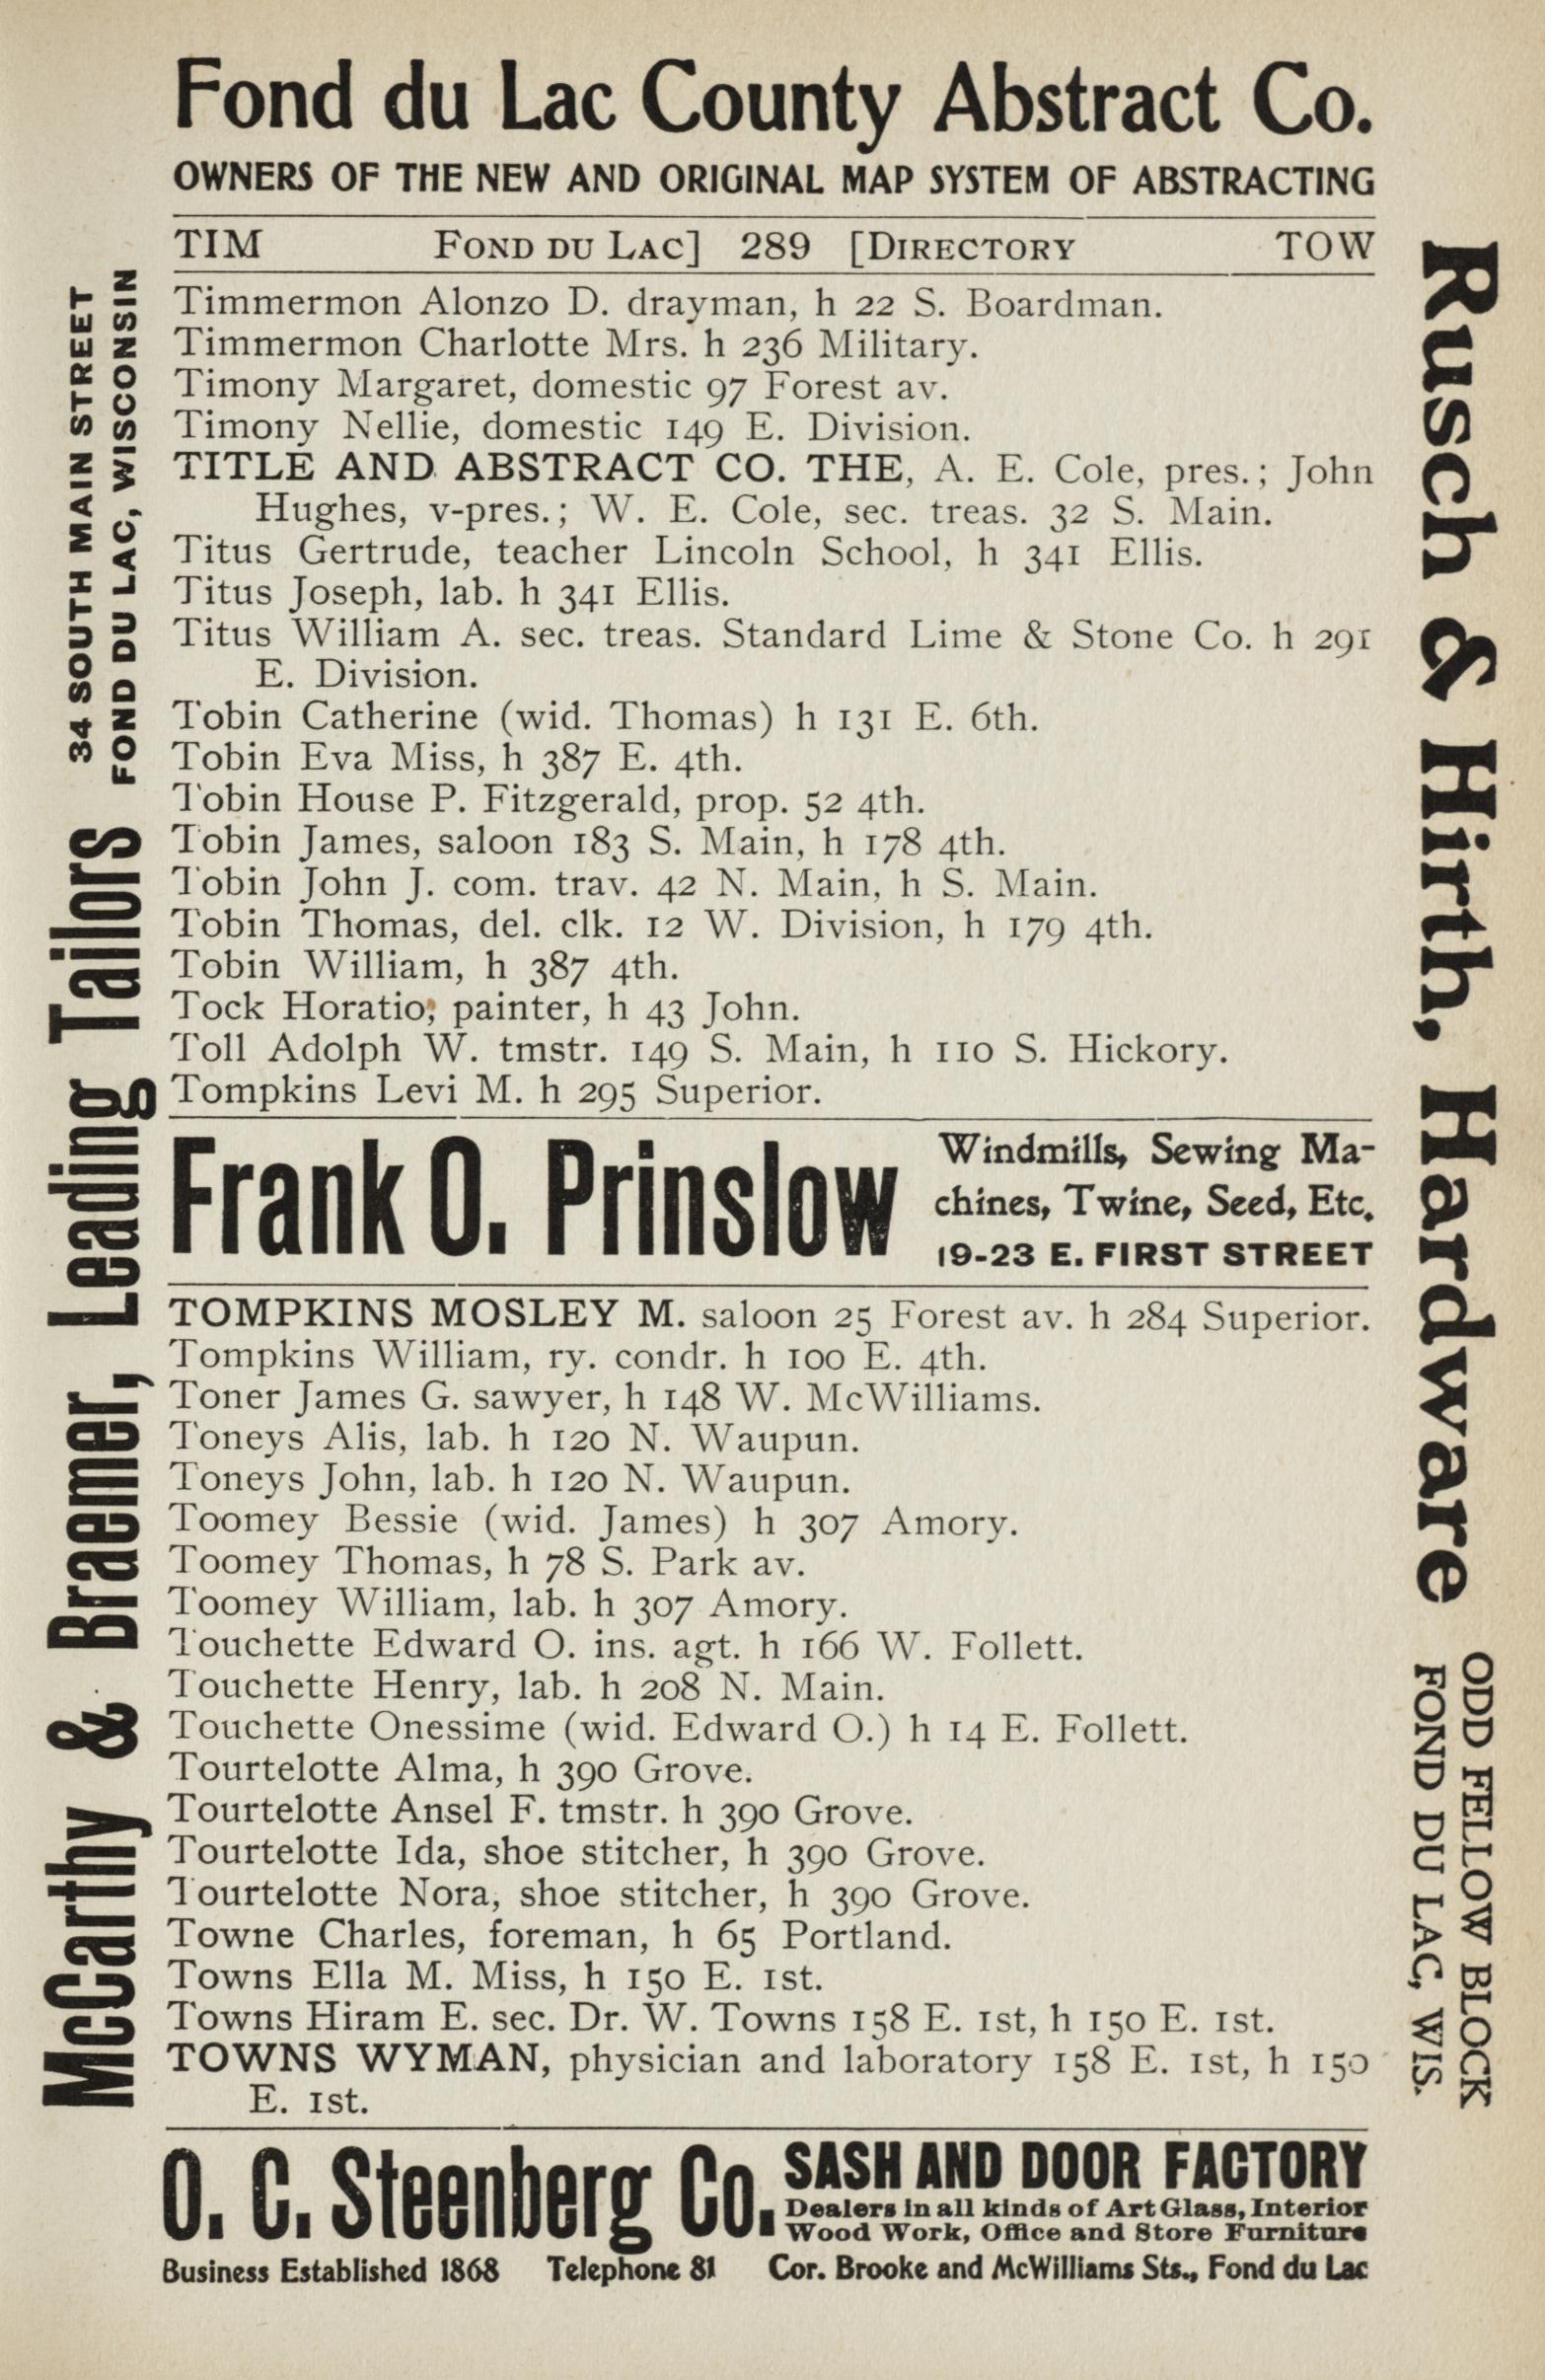 Fond du Lac County Abstract Co.
OWNERS OF THE NEW AND ORIGINAL MAP SYSTEM OF ABSTRACTING
TIM FOND DU LAC] 289 [DIRECTORY TOW
Timmermon Alonzo D. drayman, h 22 S. Boardman.
Timmermon Charlotte Mrs. h 236 Military.
Timony Margaret, domestic 97 Forest av.
Timony Nellie, domestic 149 E. Division.
TITLE AND ABSTRACT CO. THE, A. E. Cole, pres.; John
Hughes, v-pres.; W. E. Cole, sec. treas. 32 S. Main.
Titus Gertrude, teacher Lincoln School, h 341 Ellis.
Titus Joseph, lab. h 341 Ellis.
Titus William A. sec. treas. Standard Lime & Stone Co. h 291
E. Division.
Tobin Catherine (wid. Thomas) h 131 E. 6th.
Tobin Eva Miss, h 387 E. 4th.
Tobin House P. Fitzgerald, prop. 52 4th.
Tobin James, saloon 183 S. Main, h 178 4th.
Tobin John J. com. trav. 42 N. Main, h S. Main.
Tobin Thomas, del. clk. 12 W. Division, h 179 4th.
Tobin William, h 387 4th.
Tock Horatio, painter, h 43 John.
Toll Adolph W. tmstr. 149 S. Main, h 110 S. Hickory.
Tompkins Levi M. h 295 Superior.
Frank O. Prinslow
Windmills, Sewing Ma-
chines, Twine, Seed, Etc.
19-23 E. FIRST STREET
TOMPKINS MOSLEY M. saloon 25 Forest av. h 284 Superior.
Tompkins William, ry. condr. h 100 E. 4th.
Toner James G. sawyer, h 148 W. McWilliams.
Toneys Alis, lab. h 120 N. Waupun.
Toneys John, lab. h 120 N. Waupun.
Toomey Bessie (wid. James) h 307 Amory.
Toomey Thomas, h 78 S. Park av.
Toomey William, lab. h 307 Amory.
Touchette Edward O. ins. agt. h 166 W. Follett.
Touchette Henry, lab. h 208 N. Main.
Touchette Onessime (wid. Edward O.) h 14 E. Follett.
Tourtelotte Alma, h 390 Grove.
Tourtelotte Ansel F. tmstr. h 390 Grove.
Tourtelotte Ida, shoe stitcher, h 390 Grove.
Tourtelotte Nora, shoe stitcher, h 390 Grove.
Towne Charles, foreman, h 65 Portland.
Towns Ella M. Miss, h 150 E. 1st.
Towns Hiram E. sec. Dr. W. Towns 158 E. 1st, h 150 E. 1st.
TOWNS WYMAN, physician and laboratory 158 E. 1st, h 150
E. 1st.
O. C. Steenberg Co.
SASH AND DOOR FACTORY
Dealers in all kinds of Art Glass, Interior
Wood Work, Office and Store Furniture
Business Established 1868 Telephone 81 Cor. Brooke and McWilliams Sts., Fond du Lac
McCarthy & Braemer, Leading Tailors
34 SOUTH MAIN STREET
FOND DU LAC, WISCONSIN
Rusch & Hirth, Hardware
ODD FELLOW BLOCK
FOND DU LAC, WIS.